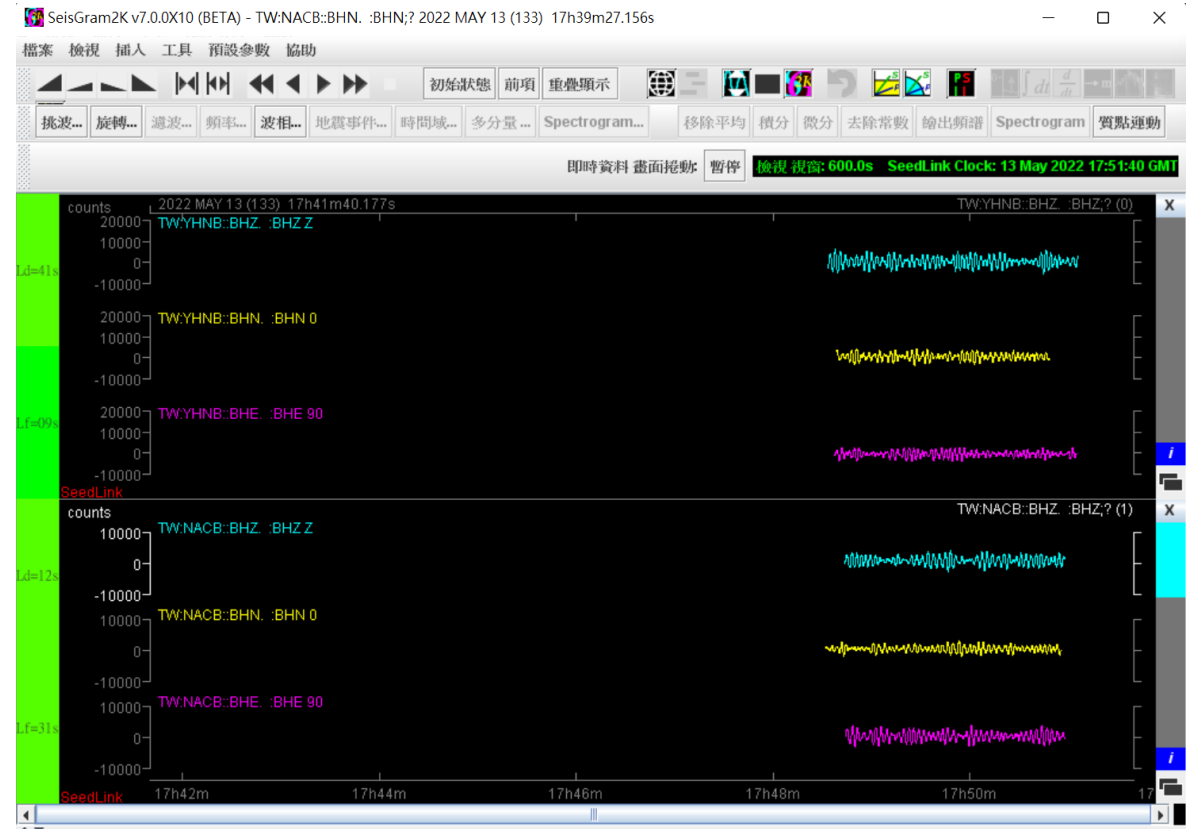 SeisGram2K v7.0.0X10 (BETA) - TW:NACB::BHN. :BHN;? 2022 MAY 13 (133) 17h39m27.156s
檔案 檢視 插入 工具 預設參數 協助
初始狀態 前項 重疊顯示
挑波... 旋轉... 濾波... 頻率... 波相... 地震事件... 時間域... 多分量 ... Spectrogram... 移除平均 積分 微分 去除常數 繪出頻譜 Spectrogram 質點運動
即時資料 畫面捲動: 暫停 檢視 視窗: 600.0s SeedLink Clock: 13 May 2022 17:51:40 GMT
counts 2022 MAY 13 (133) 17h41m40.177s TW:YHNB::BHZ. :BHZ;? (0) X
20000 TW:YHNB::BHZ. :BHZ Z
10000
Ld=41s 0
-10000
20000 TW:YHNB::BHN. :BHN 0
10000
0
-10000
20000 TW:YHNB::BHE. :BHE 90
Lf=09s 10000
0 i
-10000
SeedLink
counts TW:NACB::BHZ. :BHZ;? (1) X
10000 TW:NACB::BHZ. :BHZ Z
0
Ld=12s
-10000
10000 TW:NACB::BHN. :BHN 0
0
-10000
10000 TW:NACB::BHE. :BHE 90
Lf=31s 0
i
-10000
SeedLink 17h42m 17h44m 17h46m 17h48m 17h50m 17